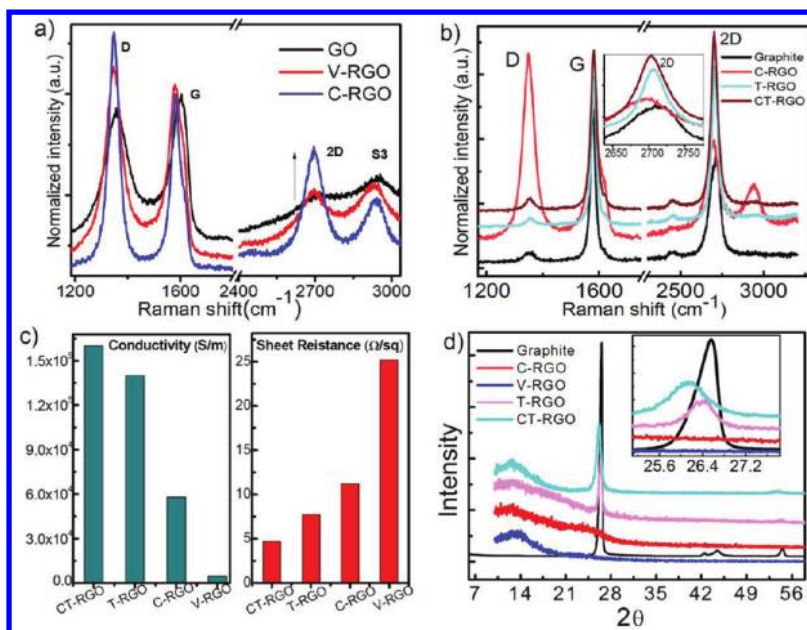 a)
D
G
2D
S3
GO
V-RGO
C-RGO
Normalized intensity (a.u.)
1200 1600 24 2700 3000
Raman shift(cm-1)
b)
D
G
2D
2D
2650 2700 2750
Graphite
C-RGO
T-RGO
CT-RGO
Normalized intensity (a.u.)
1200 1600 2500 3000
Raman shift (cm-1)
c)
Conductivity (S/m)
1.5x10
1.2x10
9.0x10
6.0x10
3.0x10
0.0
CT-RGO T-RGO C-RGO V-RGO
Sheet Reistance (Ω/sq)
25
20
15
10
5
0
CT-RGO T-RGO C-RGO V-RGO
d)
Graphite
C-RGO
V-RGO
T-RGO
CT-RGO
25.6 26.4 27.2
Intensity
7 14 21 28 35 42 49 56
2θ